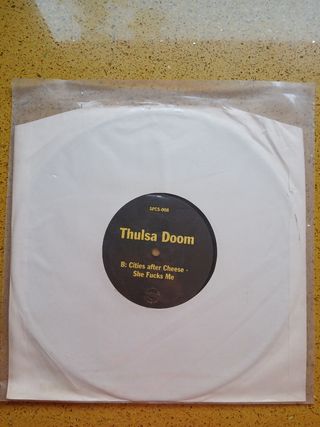 SPCS-008
Thulsa Doom
B: Cities after Cheese -
She Fucks Me